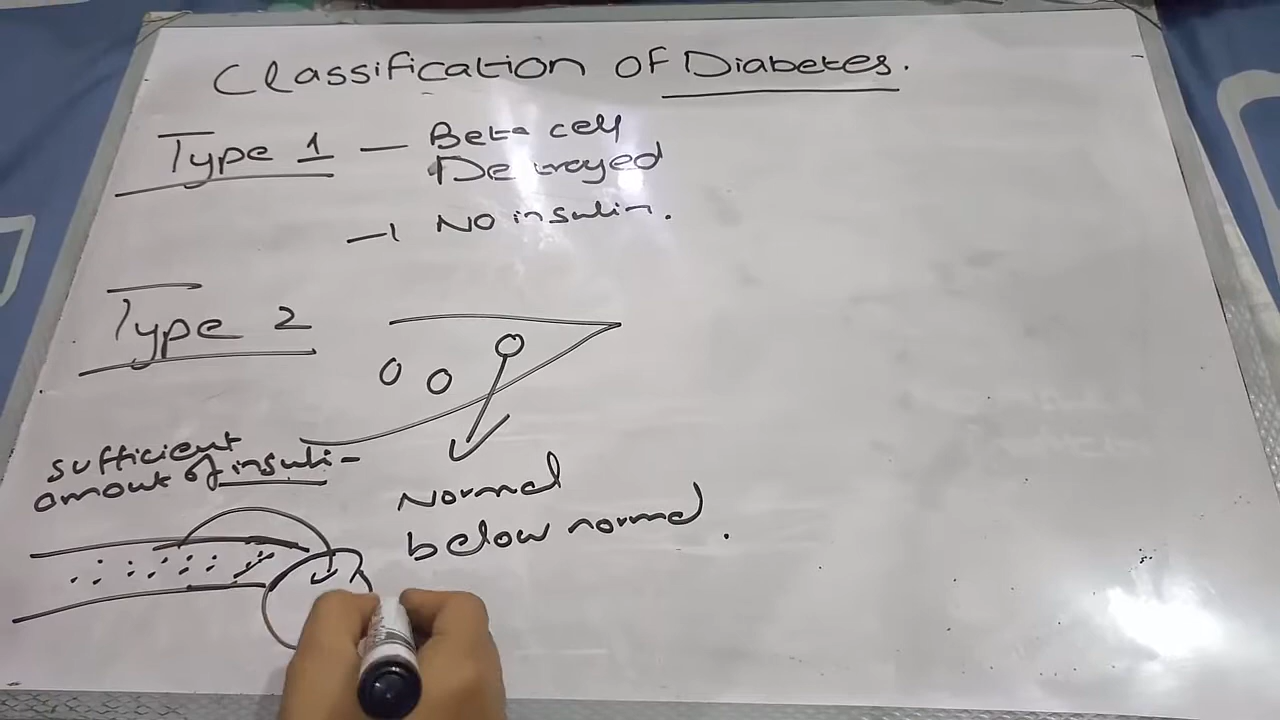 Classification of Diabetes.
Type 1 — Beta cell
Destroyed
No insulin.
Type 2
sufficient
amount of insulin
Normal
below normal.